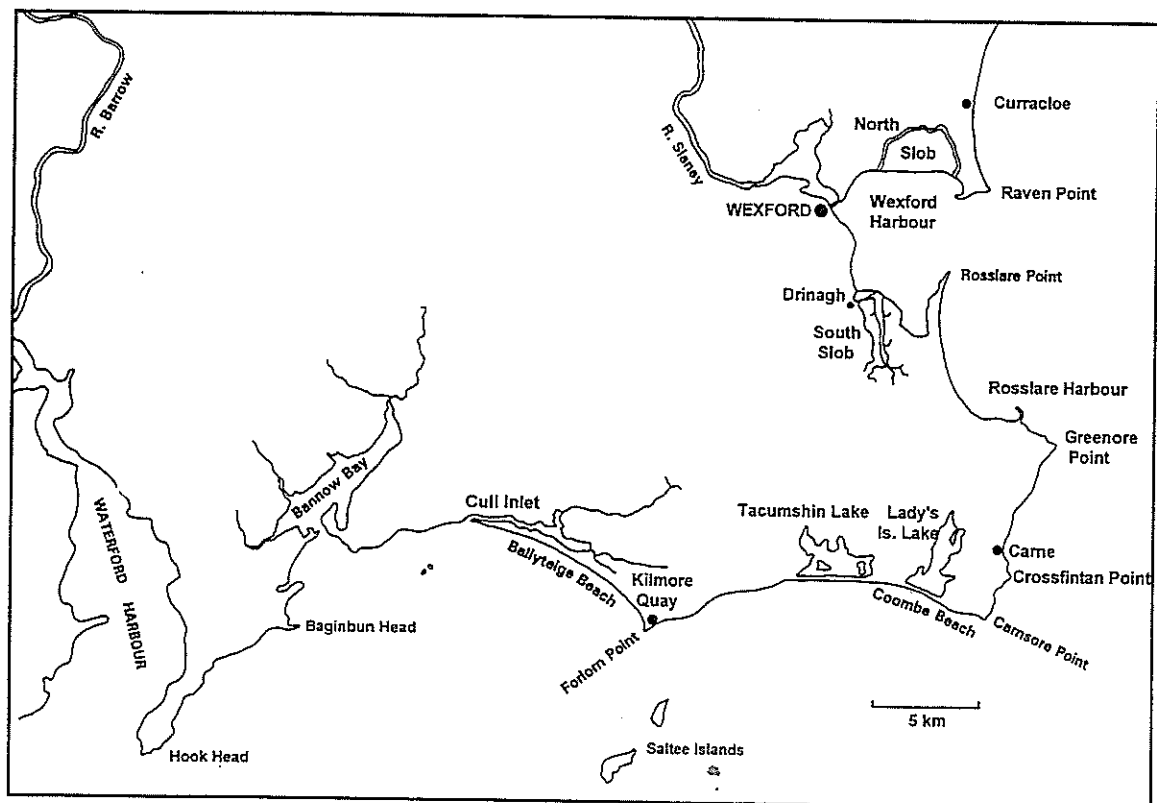 R. Barrow
R. Slaney
Curracloe
North
Slob
Raven Point
WEXFORD
Wexford
Harbour
Rosslare Point
Drinagh
South
Slob
Rosslare Harbour
Greenore
Point
Bannow Bay
Cull Inlet
Tacumshin Lake
Lady's
Is. Lake
WATERFORD
HARBOUR
Ballyteige Beach
Kilmore
Quay
Carne
Crossfintan Point
Coombe Beach
Carnsore Point
Baginbun Head
Forlorn Point
5 km
Hook Head
Saltee Islands